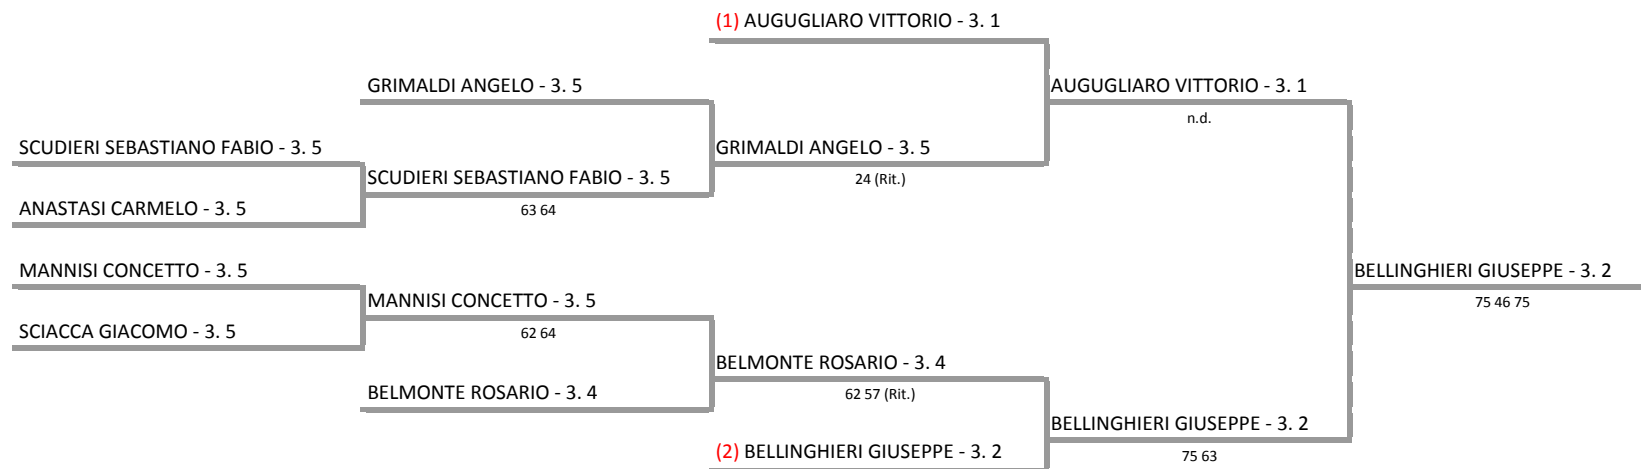 (1) AUGUGLIARO VITTORIO - 3. 1
GRIMALDI ANGELO - 3. 5
AUGUGLIARO VITTORIO - 3. 1
n.d.
SCUDIERI SEBASTIANO FABIO - 3. 5
GRIMALDI ANGELO - 3. 5
SCUDIERI SEBASTIANO FABIO - 3. 5
24 (Rit.)
ANASTASI CARMELO - 3. 5
63 64
MANNISI CONCETTO - 3. 5
BELLINGHIERI GIUSEPPE - 3. 2
MANNISI CONCETTO - 3. 5
75 46 75
SCIACCA GIACOMO - 3. 5
62 64
BELMONTE ROSARIO - 3. 4
BELMONTE ROSARIO - 3. 4
62 57 (Rit.)
BELLINGHIERI GIUSEPPE - 3. 2
(2) BELLINGHIERI GIUSEPPE - 3. 2
75 63